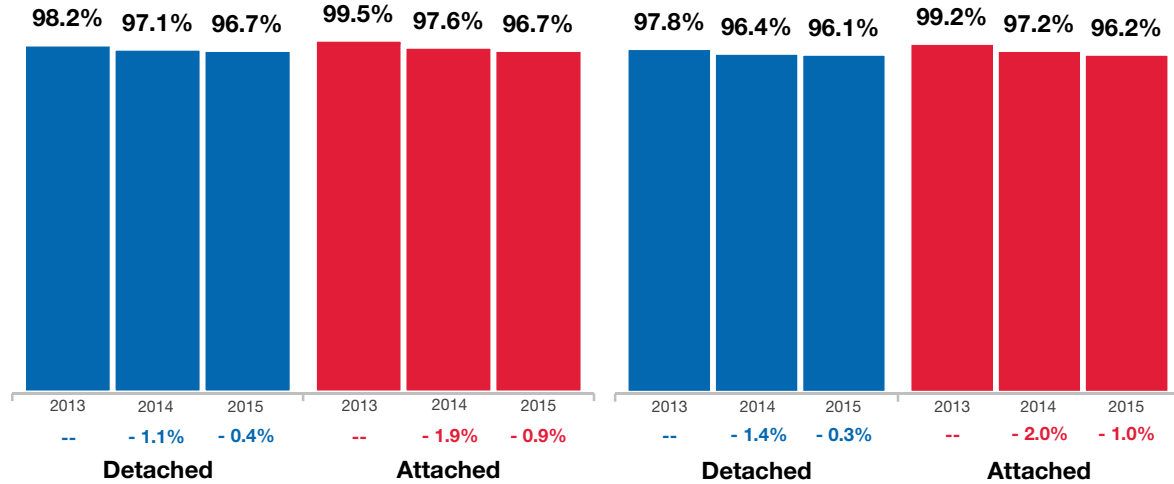 98.2% 97.1% 96.7% 99.5% 97.6% 96.7%
2013 2014 2015 2013 2014 2015
-- - 1.1% - 0.4% -- - 1.9% - 0.9%
Detached Attached
97.8% 96.4% 96.1% 99.2% 97.2% 96.2%
2013 2014 2015 2013 2014 2015
-- - 1.4% - 0.3% -- - 2.0% - 1.0%
Detached Attached